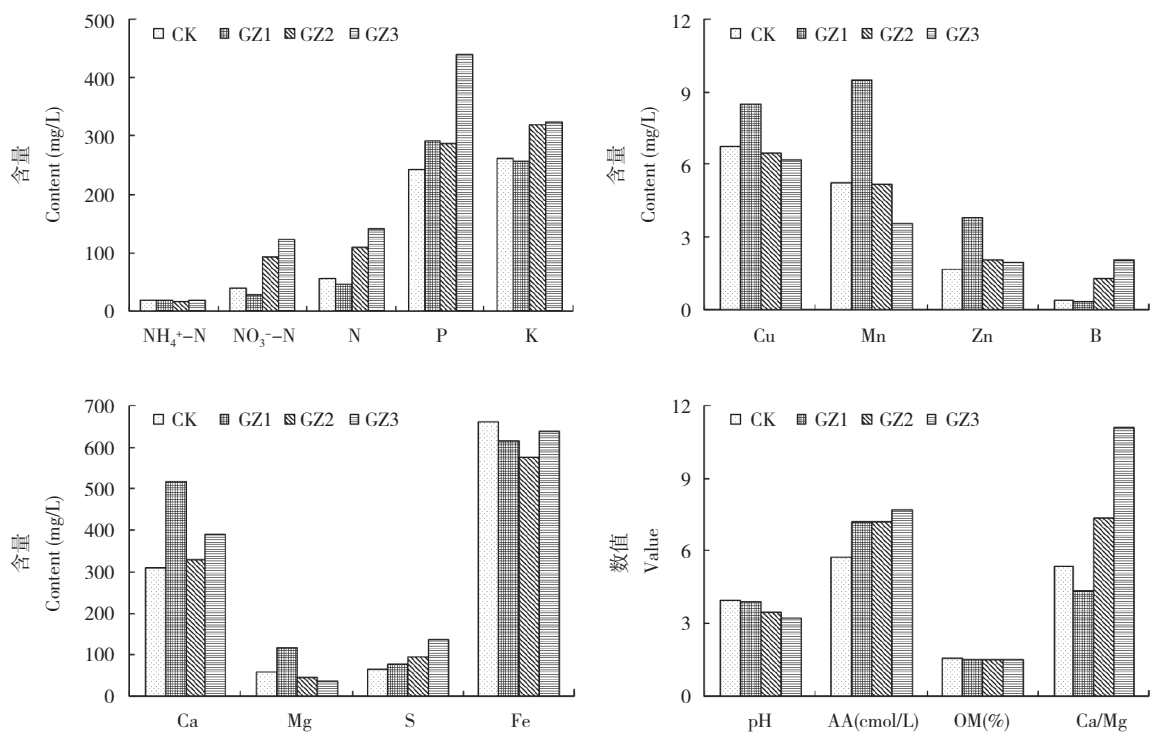 500
400
300
200
100
0
含量
Content (mg/L)
CK GZ1 GZ2 GZ3
NH₄⁺–N NO₃⁻–N N P K
12
9
6
3
0
含量
Content (mg/L)
CK GZ1 GZ2 GZ3
Cu Mn Zn B
700
600
500
400
300
200
100
0
含量
Content (mg/L)
CK GZ1 GZ2 GZ3
Ca Mg S Fe
12
9
6
3
0
数值
Value
CK GZ1 GZ2 GZ3
pH AA(cmol/L) OM(%) Ca/Mg